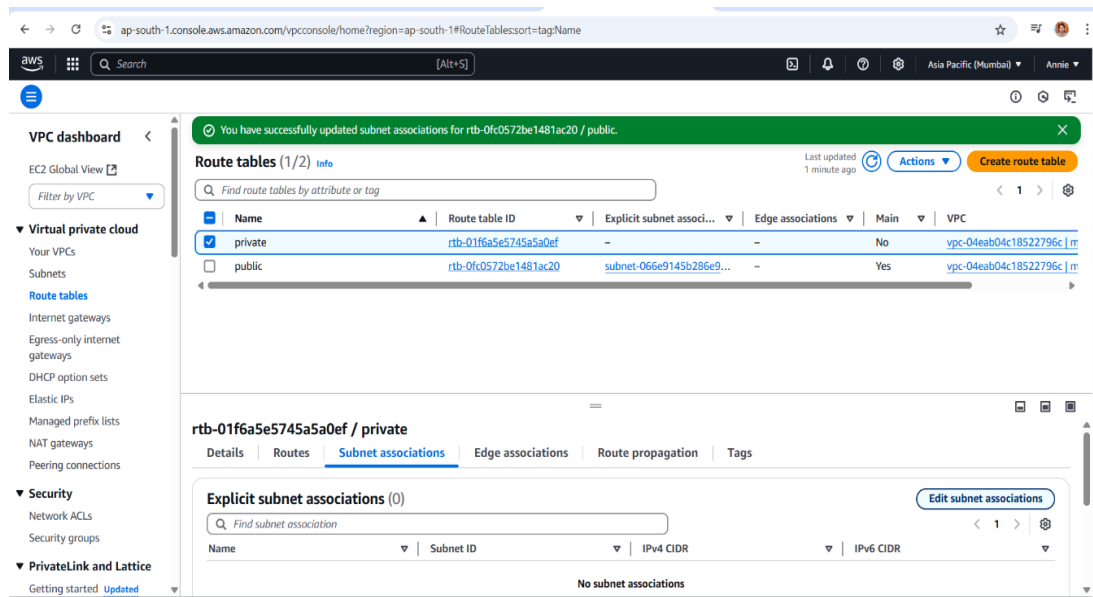 ap-south-1.console.aws.amazon.com/vpcconsole/home?region=ap-south-1#RouteTables:sort=tag:Name
aws Search [Alt+S] Asia Pacific (Mumbai) Annie
VPC dashboard
EC2 Global View
Filter by VPC
Virtual private cloud
Your VPCs
Subnets
Route tables
Internet gateways
Egress-only internet
gateways
DHCP option sets
Elastic IPs
Managed prefix lists
NAT gateways
Peering connections
Security
Network ACLs
Security groups
PrivateLink and Lattice
Getting started Updated
You have successfully updated subnet associations for rtb-0fc0572be1481ac20 / public.
Route tables (1/2) Info
Last updated
1 minute ago
Actions
Create route table
Find route tables by attribute or tag
1
Name Route table ID Explicit subnet associ... Edge associations Main VPC
private rtb-01f6a5e5745a5a0ef – – No vpc-04eab04c18522796c | m
public rtb-0fc0572be1481ac20 subnet-066e9145b286e9... – Yes vpc-04eab04c18522796c | m
rtb-01f6a5e5745a5a0ef / private
Details Routes Subnet associations Edge associations Route propagation Tags
Explicit subnet associations (0)
Edit subnet associations
Find subnet association
1
Name Subnet ID IPv4 CIDR IPv6 CIDR
No subnet associations